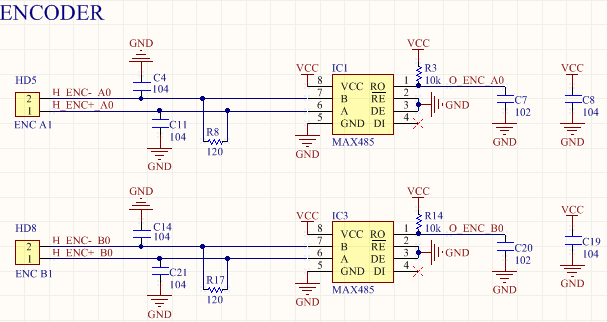 ENCODER
GND
VCC
VCC
HD5
C4
104
VCC
IC1
R3
10k
O_ENC_A0
2
1
H_ENC-_A0
H_ENC+_A0
8
7
6
5
VCC RO
B RE
A DE
GND DI
1
2
3
4
GND
C7
102
C8
104
ENC A1
C11
104
R8
120
GND
GND
MAX485
GND
GND
GND
VCC
VCC
HD8
C14
104
VCC
IC3
R14
10k
O_ENC_B0
2
1
H_ENC-_B0
H_ENC+_B0
8
7
6
5
VCC RO
B RE
A DE
GND DI
1
2
3
4
GND
C20
102
C19
104
ENC B1
C21
104
R17
120
GND
GND
MAX485
GND
GND
GND